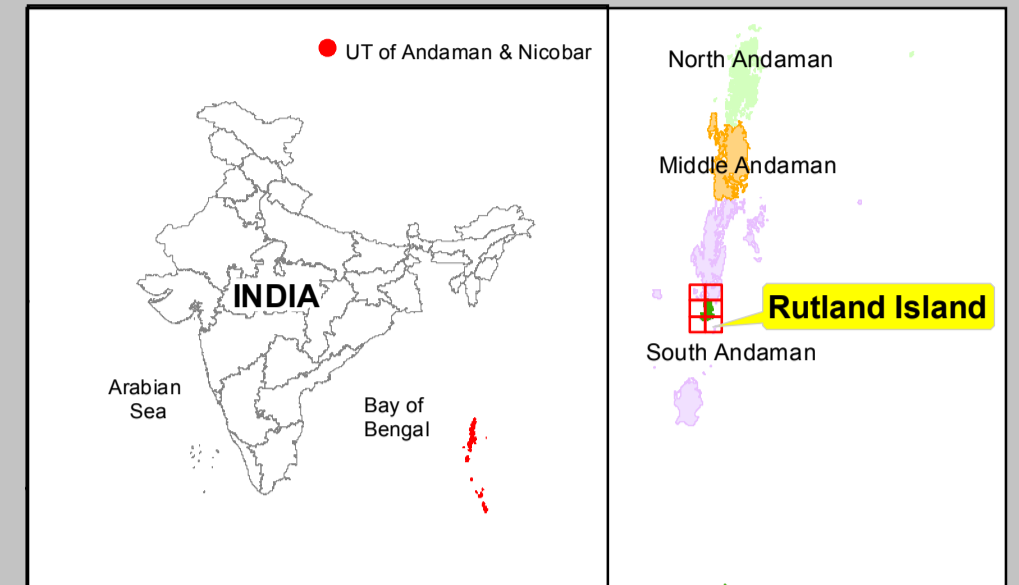 UT of Andaman & Nicobar
INDIA
Arabian
Sea
Bay of
Bengal
North Andaman
Middle Andaman
Rutland Island
South Andaman